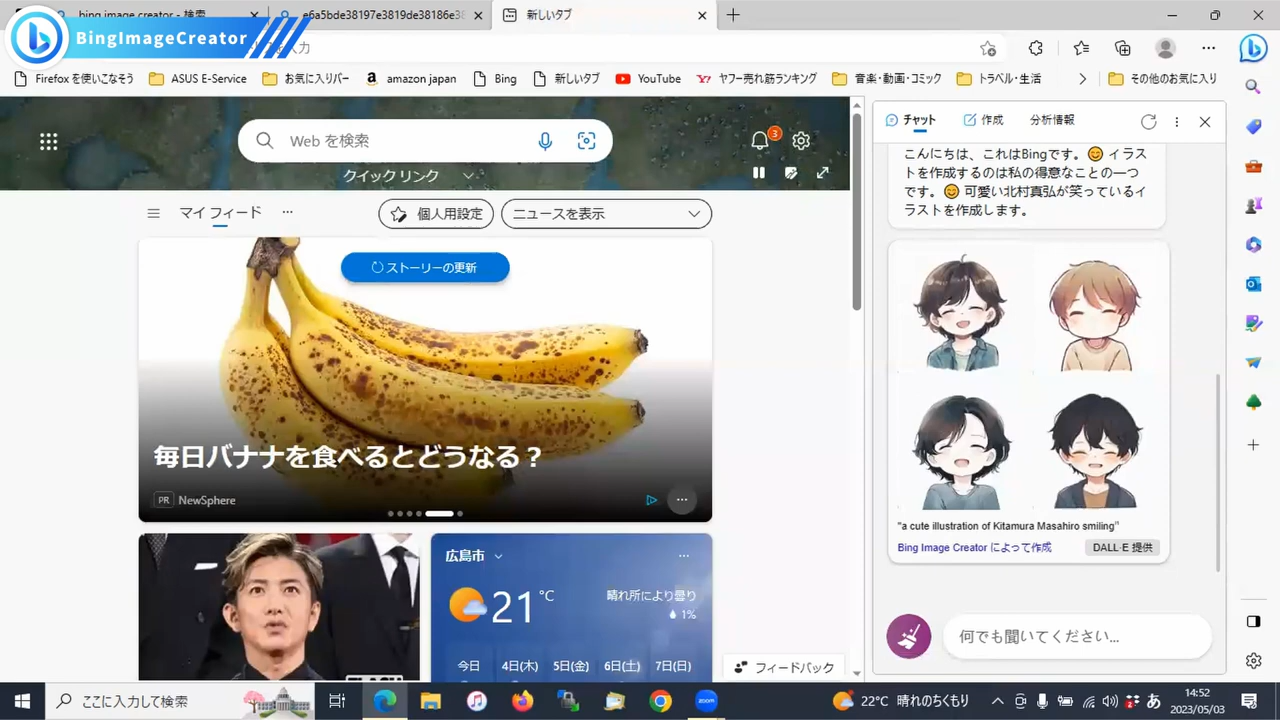 bing image creator - 検索
e6a5bde38197e3819de38186e38
新しいタブ
BingImageCreator
入力
Firefox を使いこなそう
ASUS E-Service
お気に入りバー
amazon japan
Bing
新しいタブ
YouTube
ヤフー売れ筋ランキング
音楽・動画・コミック
トラベル・生活
その他のお気に入り
Web を検索
3
クイック リンク
マイ フィード
個人用設定
ニュースを表示
ストーリーの更新
毎日バナナを食べるとどうなる？
PR NewSphere
広島市
21 °C
晴れ所により曇り
1%
今日 4日(木) 5日(金) 6日(土) 7日(日)
フィードバック
チャット
作成
分析情報
こんにちは、これはBingです。😊 イラス
トを作成するのは私の得意なことの一つ
です。😊 可愛い北村真弘が笑っているイ
ラストを作成します。
"a cute illustration of Kitamura Masahiro smiling"
Bing Image Creator によって作成
DALL·E 提供
何でも聞いてください...
ここに入力して検索
zoom
22°C 晴れのちくもり
あ
14:52
2023/05/03